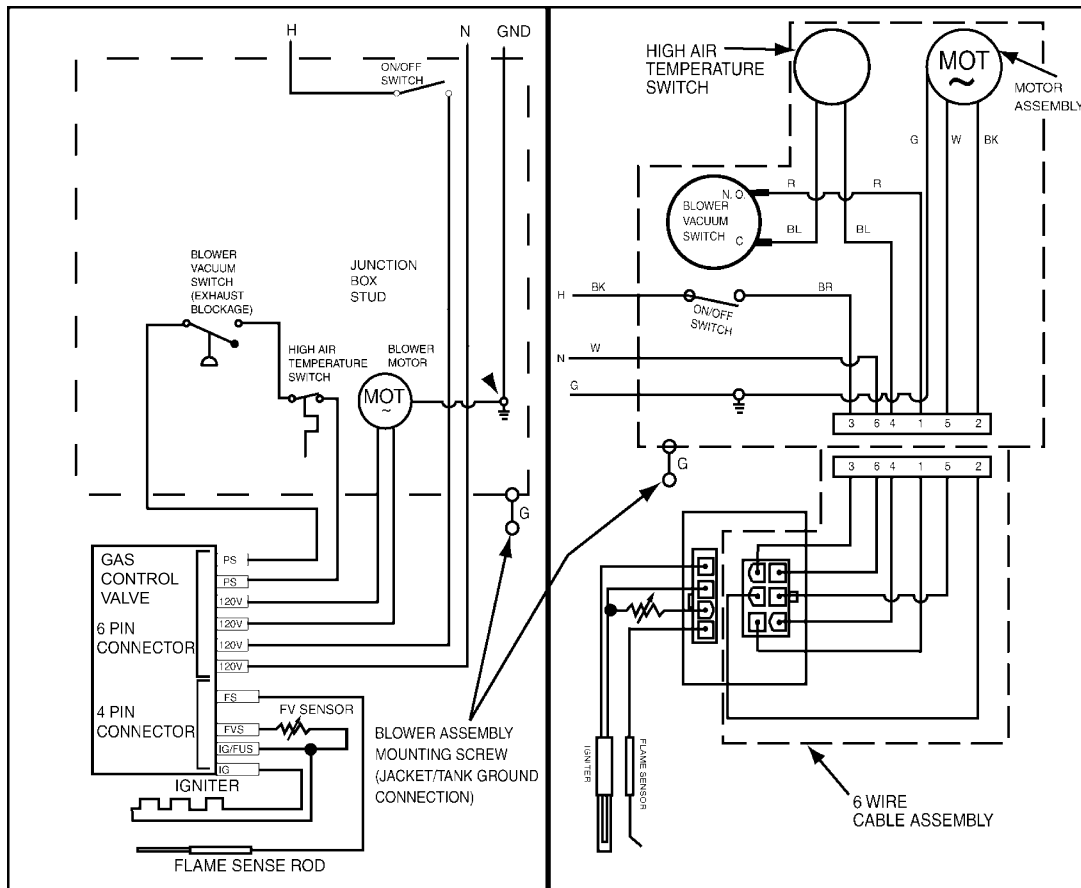 H
N
GND
ON/OFF
SWITCH
BLOWER
VACUUM
SWITCH
(EXHAUST
BLOCKAGE)
JUNCTION
BOX
STUD
HIGH AIR
TEMPERATURE
SWITCH
BLOWER
MOTOR
MOT
~
G
GAS
CONTROL
VALVE
6 PIN
CONNECTOR
4 PIN
CONNECTOR
PS
PS
120V
120V
120V
120V
FS
FVS
IG/FUS
IG
FV SENSOR
IGNITER
FLAME SENSE ROD
BLOWER ASSEMBLY
MOUNTING SCREW
(JACKET/TANK GROUND
CONNECTION)
HIGH AIR
TEMPERATURE
SWITCH
MOT
~
MOTOR
ASSEMBLY
G W BK
N. O.
BLOWER
VACUUM
SWITCH
C
R R
BL BL
H BK BR
ON/OFF
SWITCH
N W
G
3 6 4 1 5 2
G
3 6 4 1 5 2
IGNITER
FLAME SENSOR
6 WIRE
CABLE ASSEMBLY